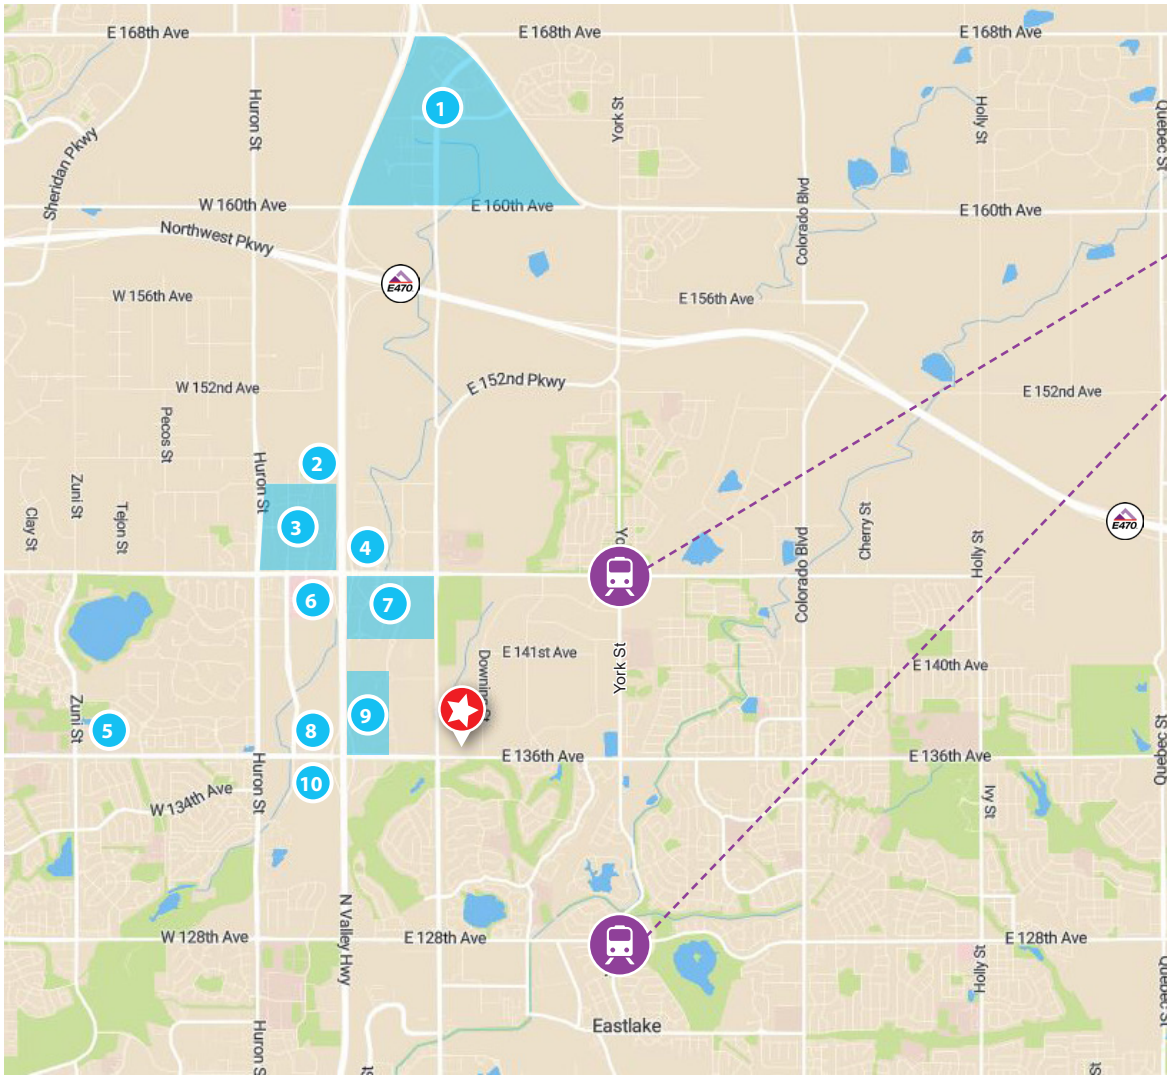 E 168th Ave
E 168th Ave
E 168th Ave
1
Huron St
York St
Holly St
Quebec St
Sheridan Pkwy
W 160th Ave
E 160th Ave
E 160th Ave
Colorado Blvd
Northwest Pkwy
E470
W 156th Ave
E 156th Ave
W 152nd Ave
E 152nd Pkwy
E 152nd Ave
Pecos St
2
Huron St
Zuni St
Clay St
Tejon St
3
4
Cherry St
E470
Colorado Blvd
Holly St
6
7
E 141st Ave
York St
E 140th Ave
Zuni St
5
8
9
Quebec St
E 136th Ave
E 136th Ave
Huron St
10
W 134th Ave
Ivy St
N Valley Hwy
W 128th Ave
E 128th Ave
E 128th Ave
Holly St
Quebec St
Eastlake
Huron S
St
St